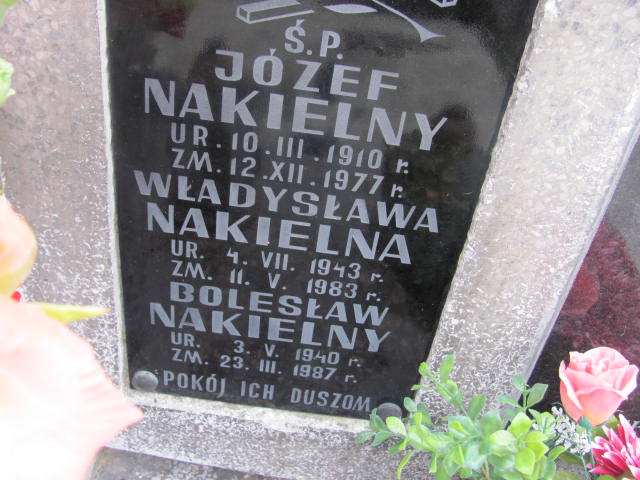 Ś.P.
JÓZEF
NAKIELNY
UR. 10. III. 1910 r.
ZM. 12. XII. 1977 r.
WŁADYSŁAWA
NAKIELNA
UR. 4. VII. 1943 r.
ZM. 11. V. 1983 r.
BOLESŁAW
NAKIELNY
UR. 3. V. 1940 r.
ZM. 23. III. 1987 r.
POKÓJ ICH DUSZOM